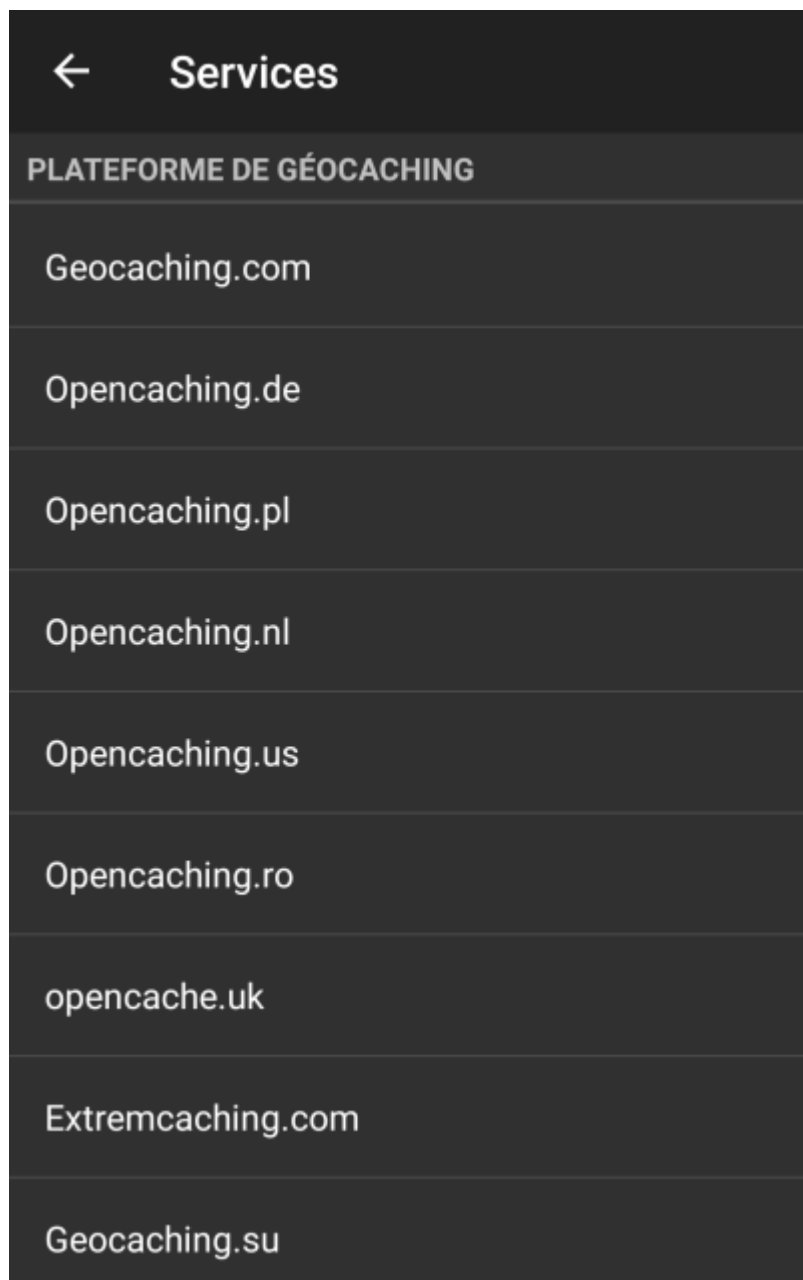 Services
PLATEFORME DE GÉOCACHING
Geocaching.com
Opencaching.de
Opencaching.pl
Opencaching.nl
Opencaching.us
Opencaching.ro
opencache.uk
Extremcaching.com
Geocaching.su